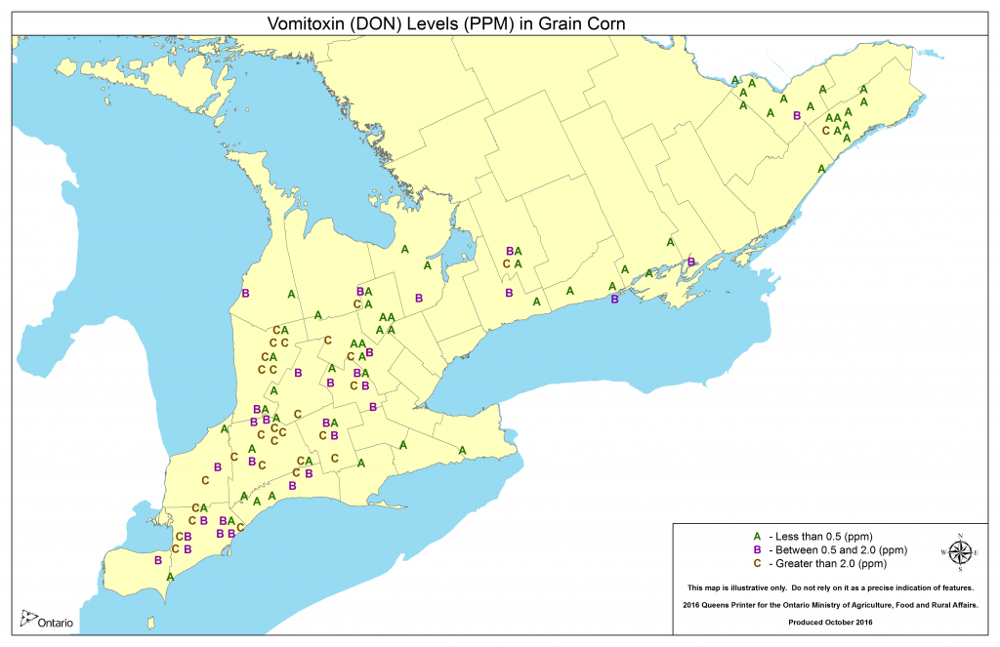 Vomitoxin (DON) Levels (PPM) in Grain Corn
A A
A A A
A A
A A
A B A A A
C A A
A
A
A
A B A
A C A B
A A
B A B A B A A
C A B A B
A A A
C A A A
C C C A A
C A C A B
C C B A B A
B C B
A
B A B
C
B B A B A
A C C
C C B
C
A A A
C C
B C A A
B C
C B
C B
A A A
C A
C B B A
C
C B B B
C B
B
A
A - Less than 0.5 (ppm)
B - Between 0.5 and 2.0 (ppm)
C - Greater than 2.0 (ppm)
N
W E
S
This map is illustrative only. Do not rely on it as a precise indication of features.
2016 Queens Printer for the Ontario Ministry of Agriculture, Food and Rural Affairs.
Produced October 2016
Ontario